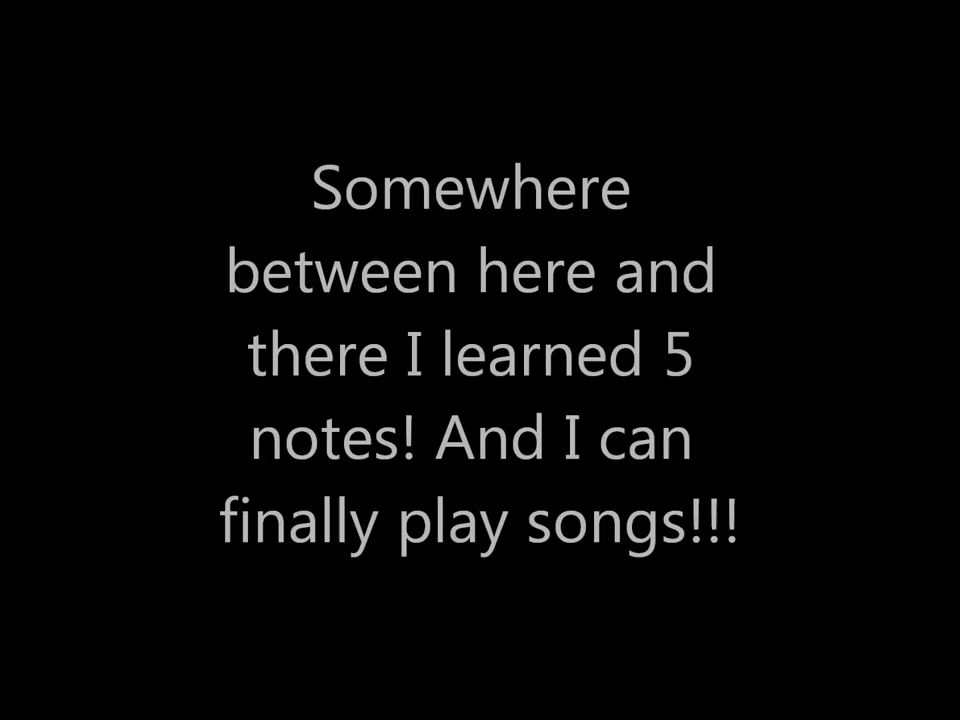 Somewhere
between here and
there I learned 5
notes! And I can
finally play songs!!!